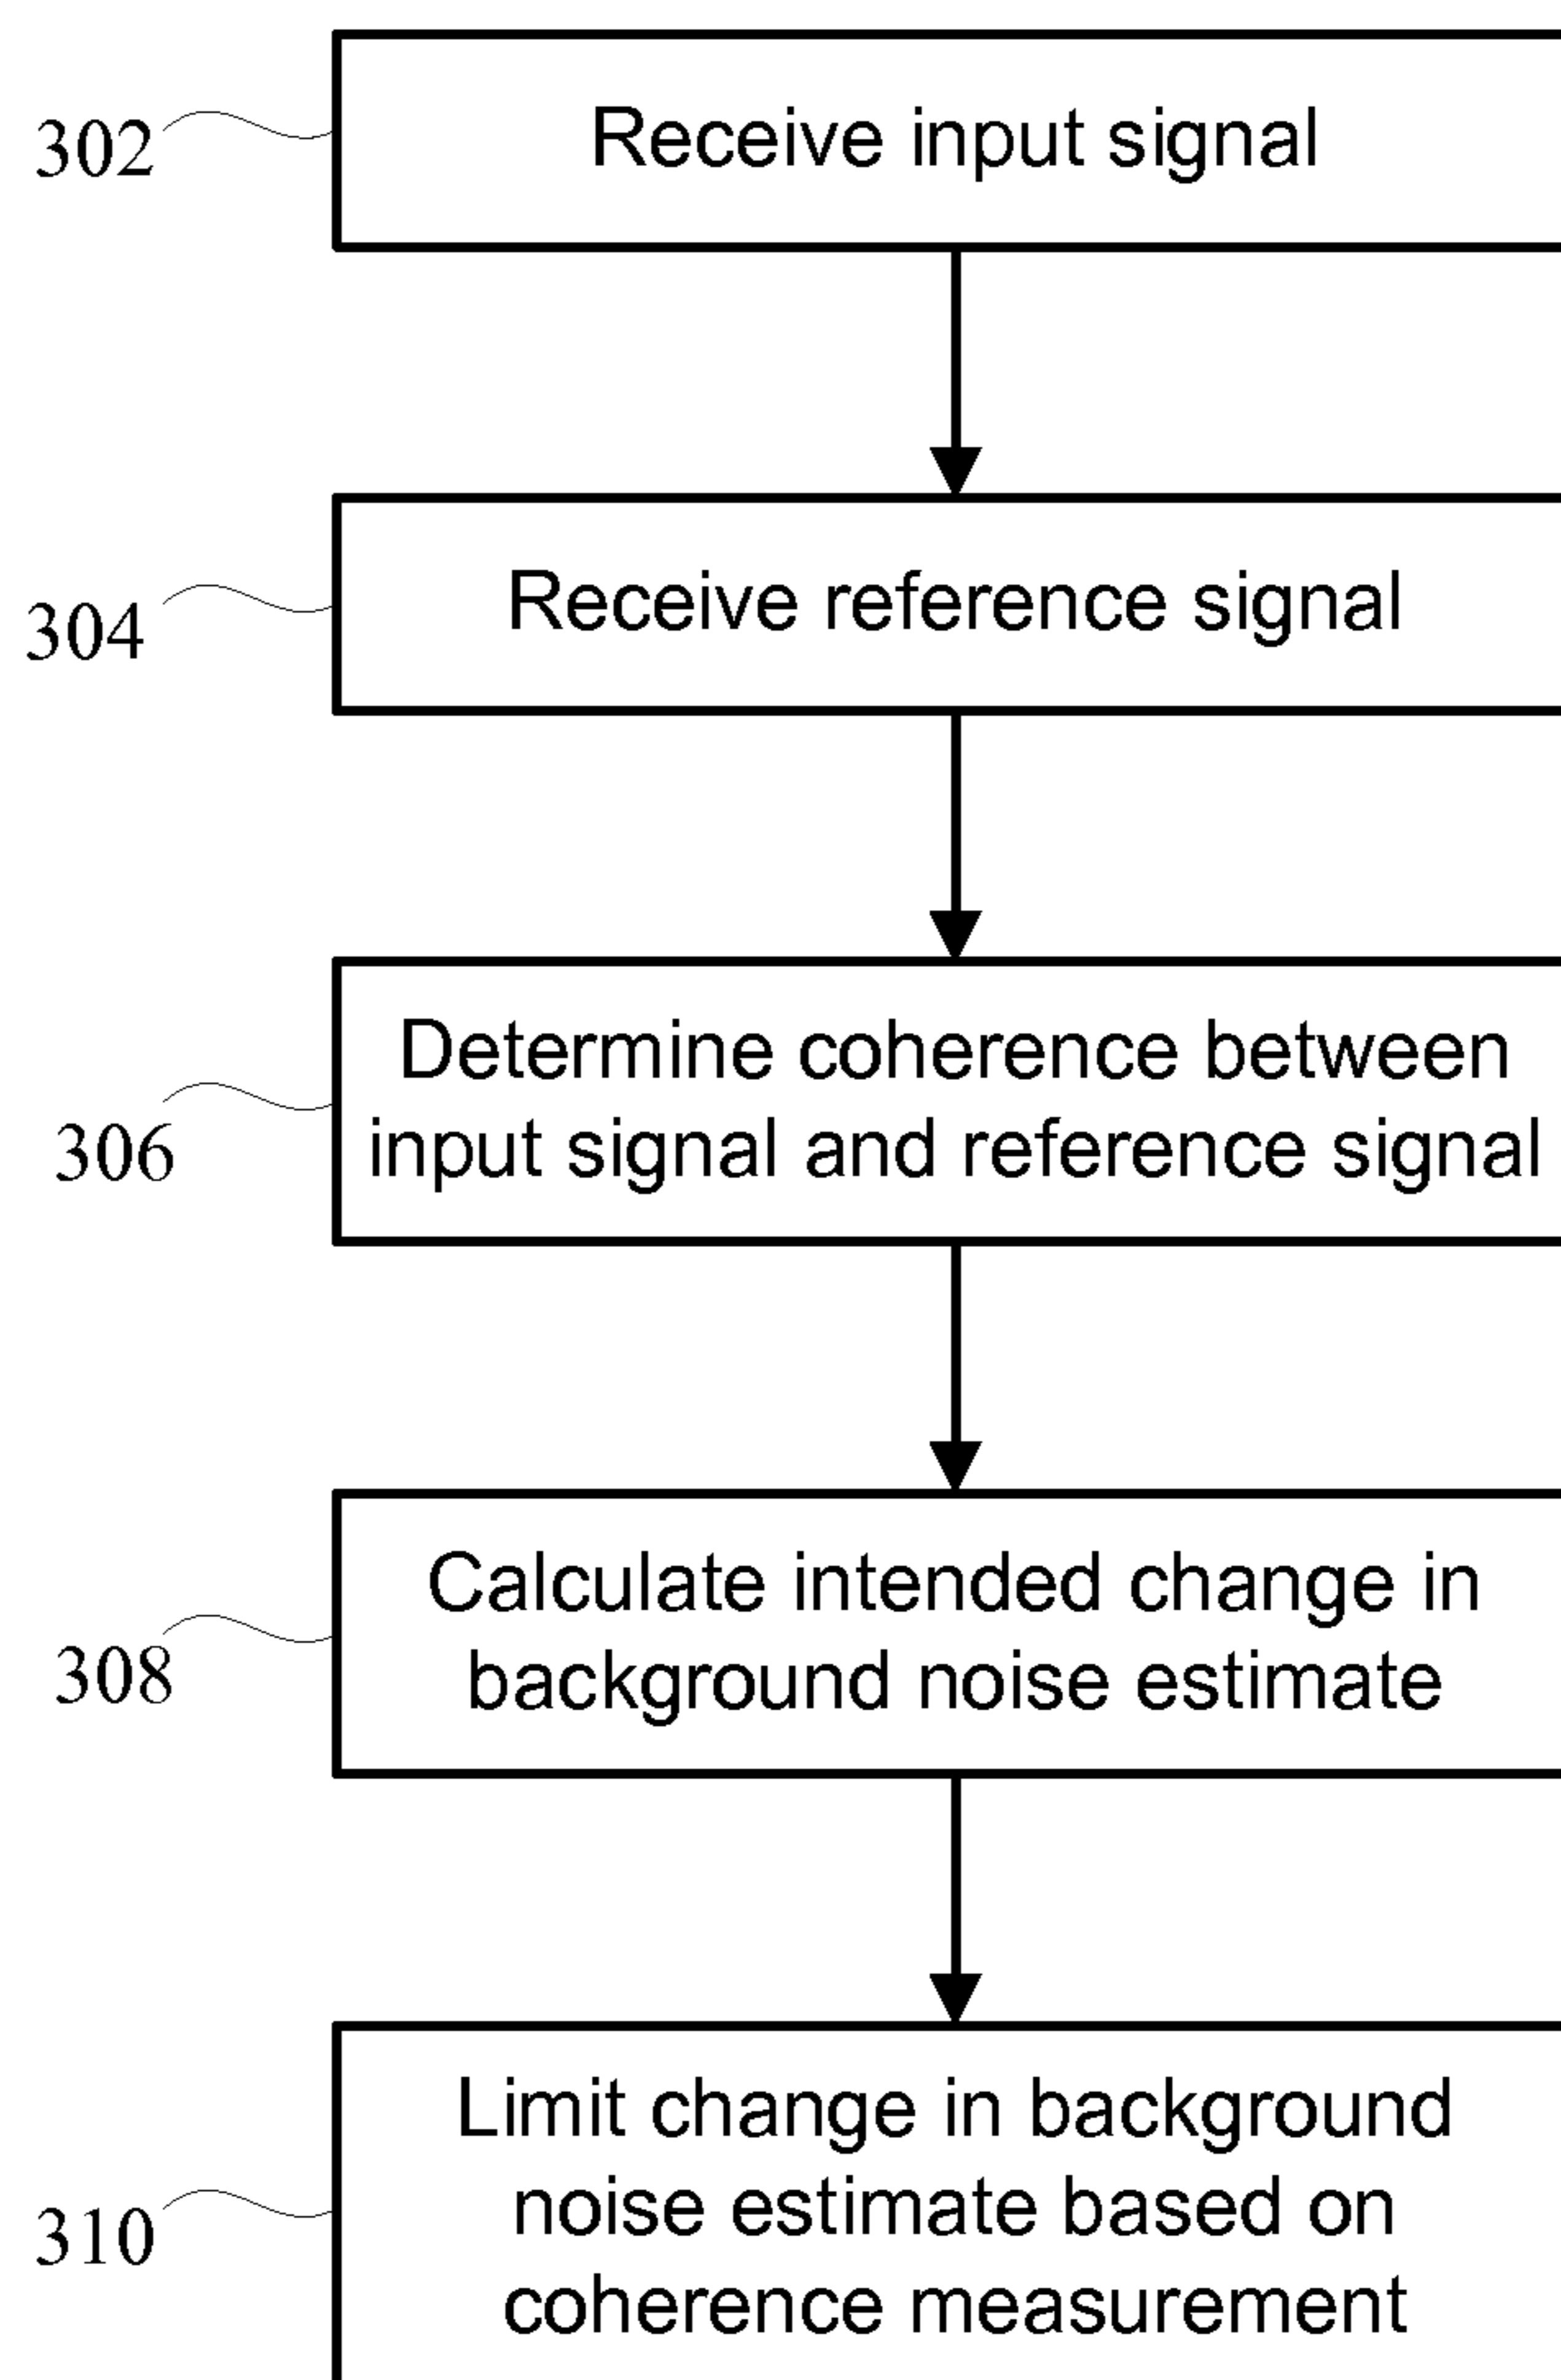 302
Receive input signal
304
Receive reference signal
306
Determine coherence between
input signal and reference signal
308
Calculate intended change in
background noise estimate
310
Limit change in background
noise estimate based on
coherence measurement